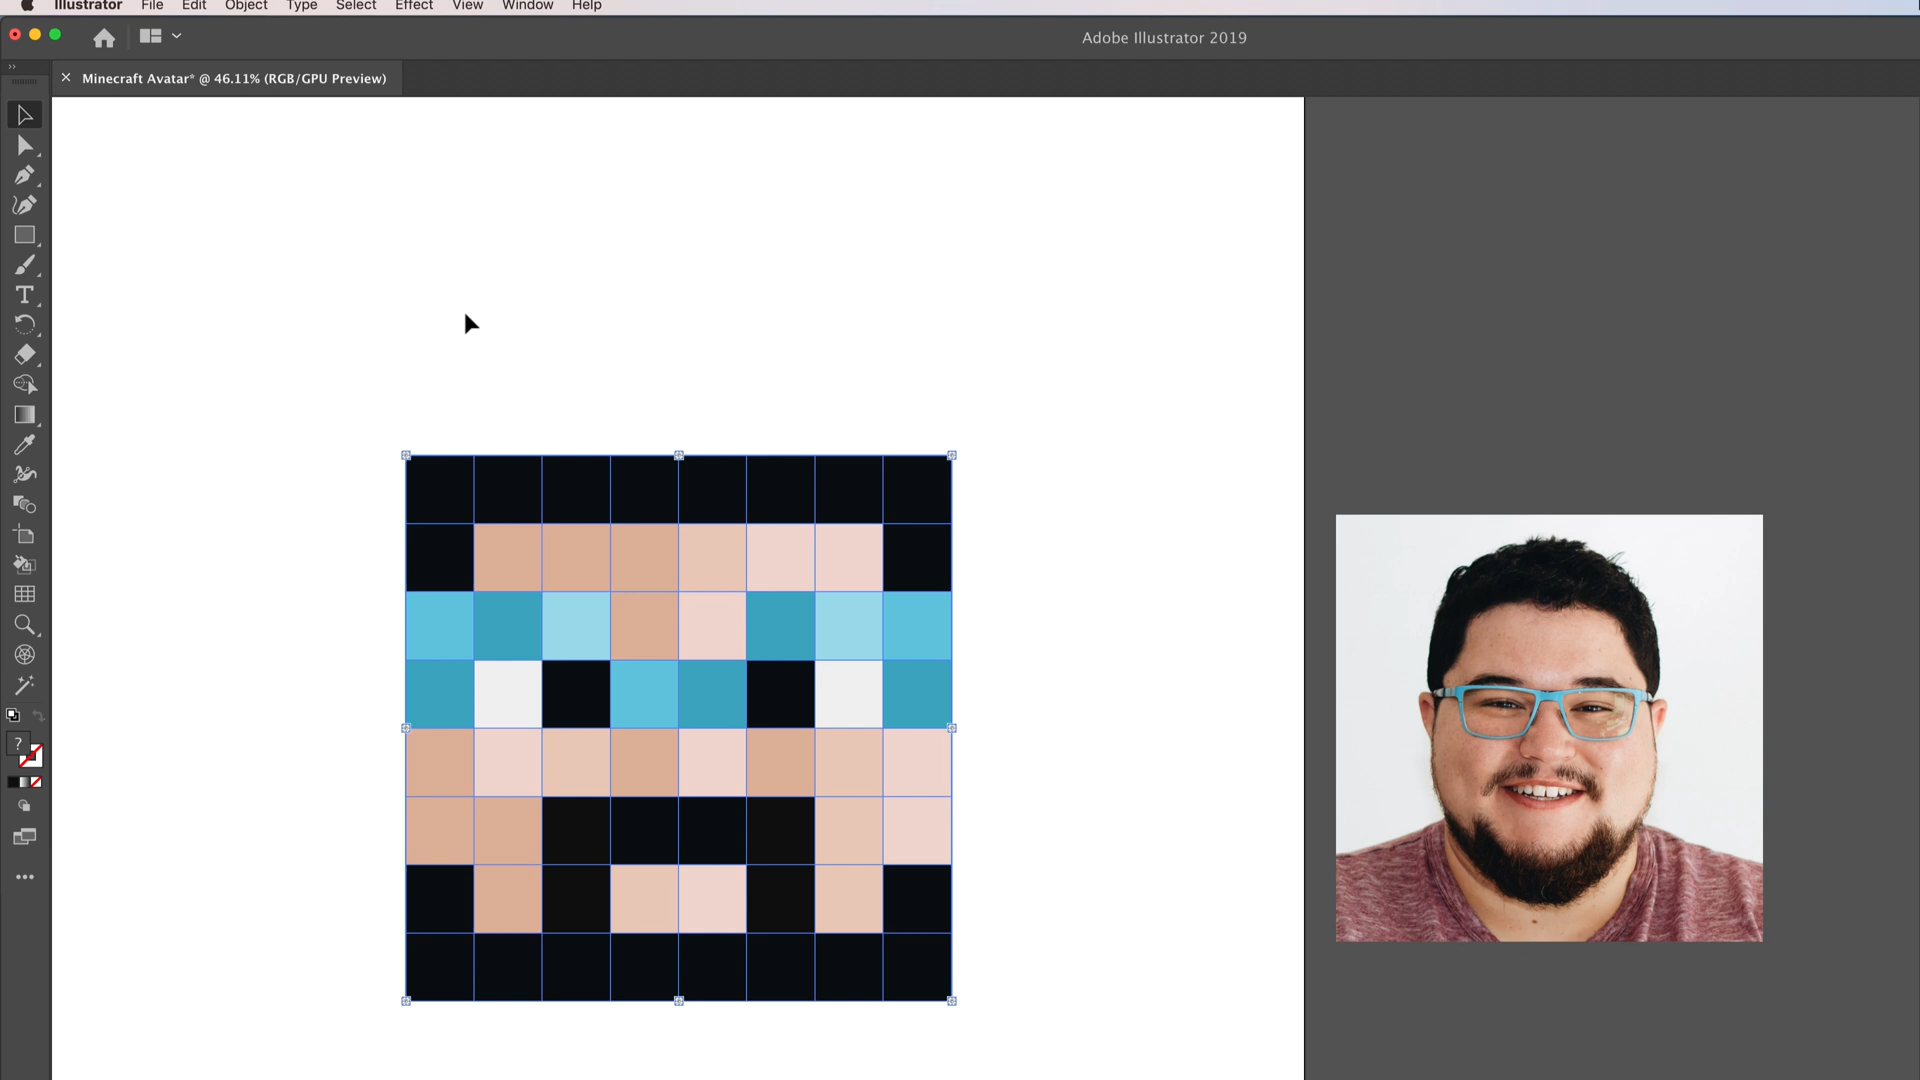 Illustrator File Edit Object Type Select Effect View Window Help
Adobe Illustrator 2019
Minecraft Avatar* @ 46.11% (RGB/GPU Preview)
T
?